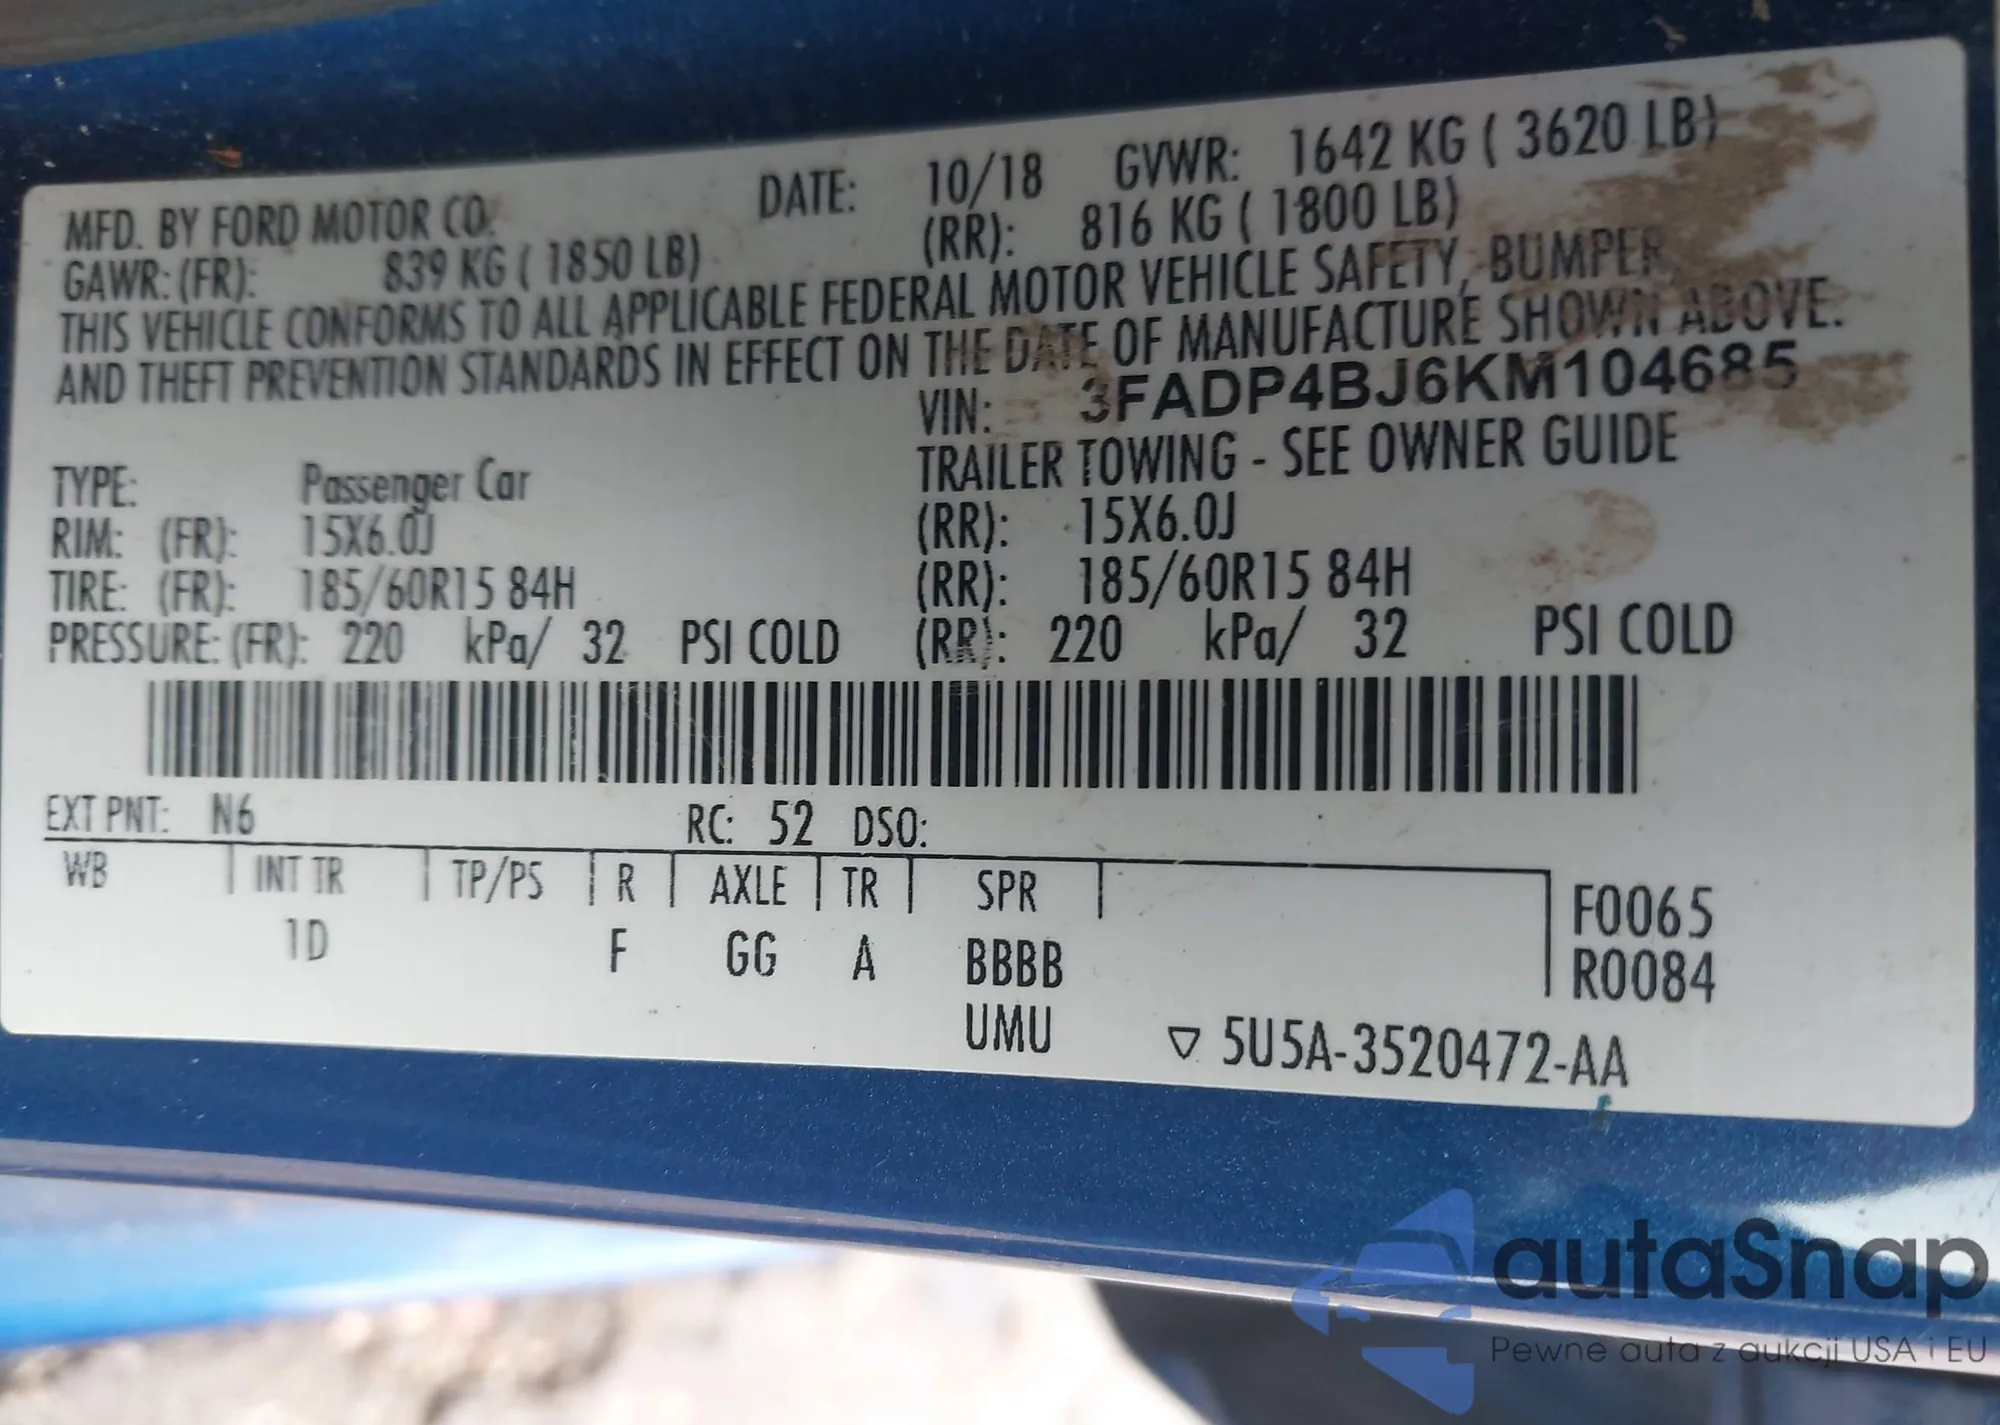 MFD. BY FORD MOTOR CO. DATE: 10/18 GVWR: 1642 KG ( 3620 LB)
GAWR: (FR): 839 KG ( 1850 LB) (RR): 816 KG ( 1800 LB)
THIS VEHICLE CONFORMS TO ALL APPLICABLE FEDERAL MOTOR VEHICLE SAFETY, BUMPER,
AND THEFT PREVENTION STANDARDS IN EFFECT ON THE DATE OF MANUFACTURE SHOWN ABOVE.
VIN: 3FADP4BJ6KM104685
TYPE: Passenger Car TRAILER TOWING - SEE OWNER GUIDE
RIM: (FR): 15X6.0J (RR): 15X6.0J
TIRE: (FR): 185/60R15 84H (RR): 185/60R15 84H
PRESSURE: (FR): 220 kPa/ 32 PSI COLD (RR): 220 kPa/ 32 PSI COLD
EXT PNT: N6 RC: 52 DSO:
WB INT TR TP/PS R AXLE TR SPR F0065
1D F GG A BBBB R0084
UMU ▽ 5U5A-3520472-AA
autaSnap
Pewne auta z aukcji USA i EU